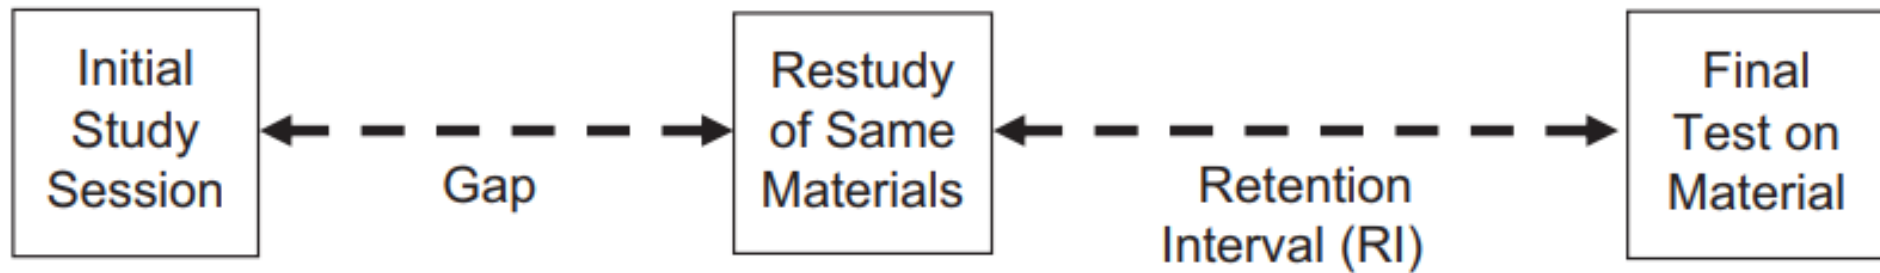 Initial
Study
Session
Gap
Restudy
of Same
Materials
Retention
Interval (RI)
Final
Test on
Material